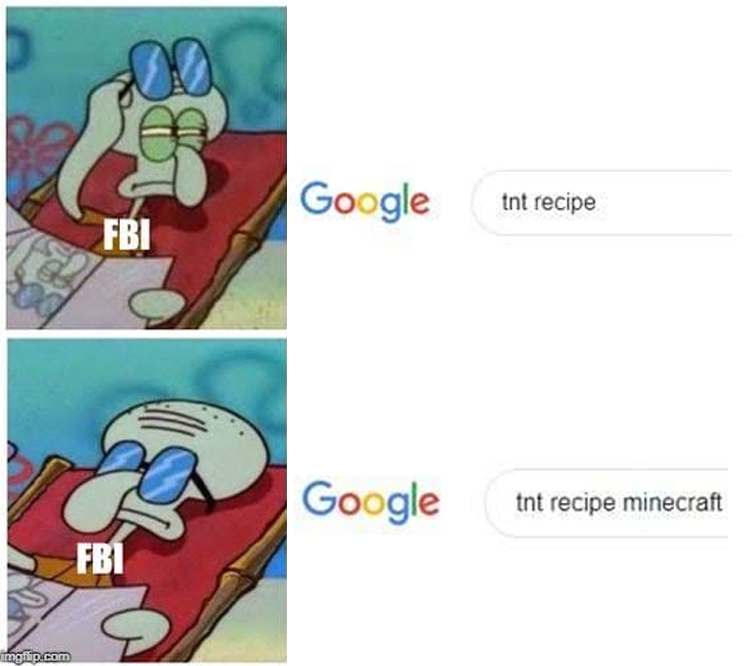 FBI
Google
tnt recipe
FBI
Google
tnt recipe minecraft
imgflip.com